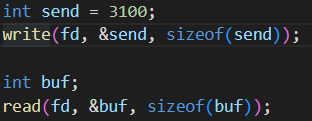 int send = 3100;
write(fd, &send, sizeof(send));
int buf;
read(fd, &buf, sizeof(buf));